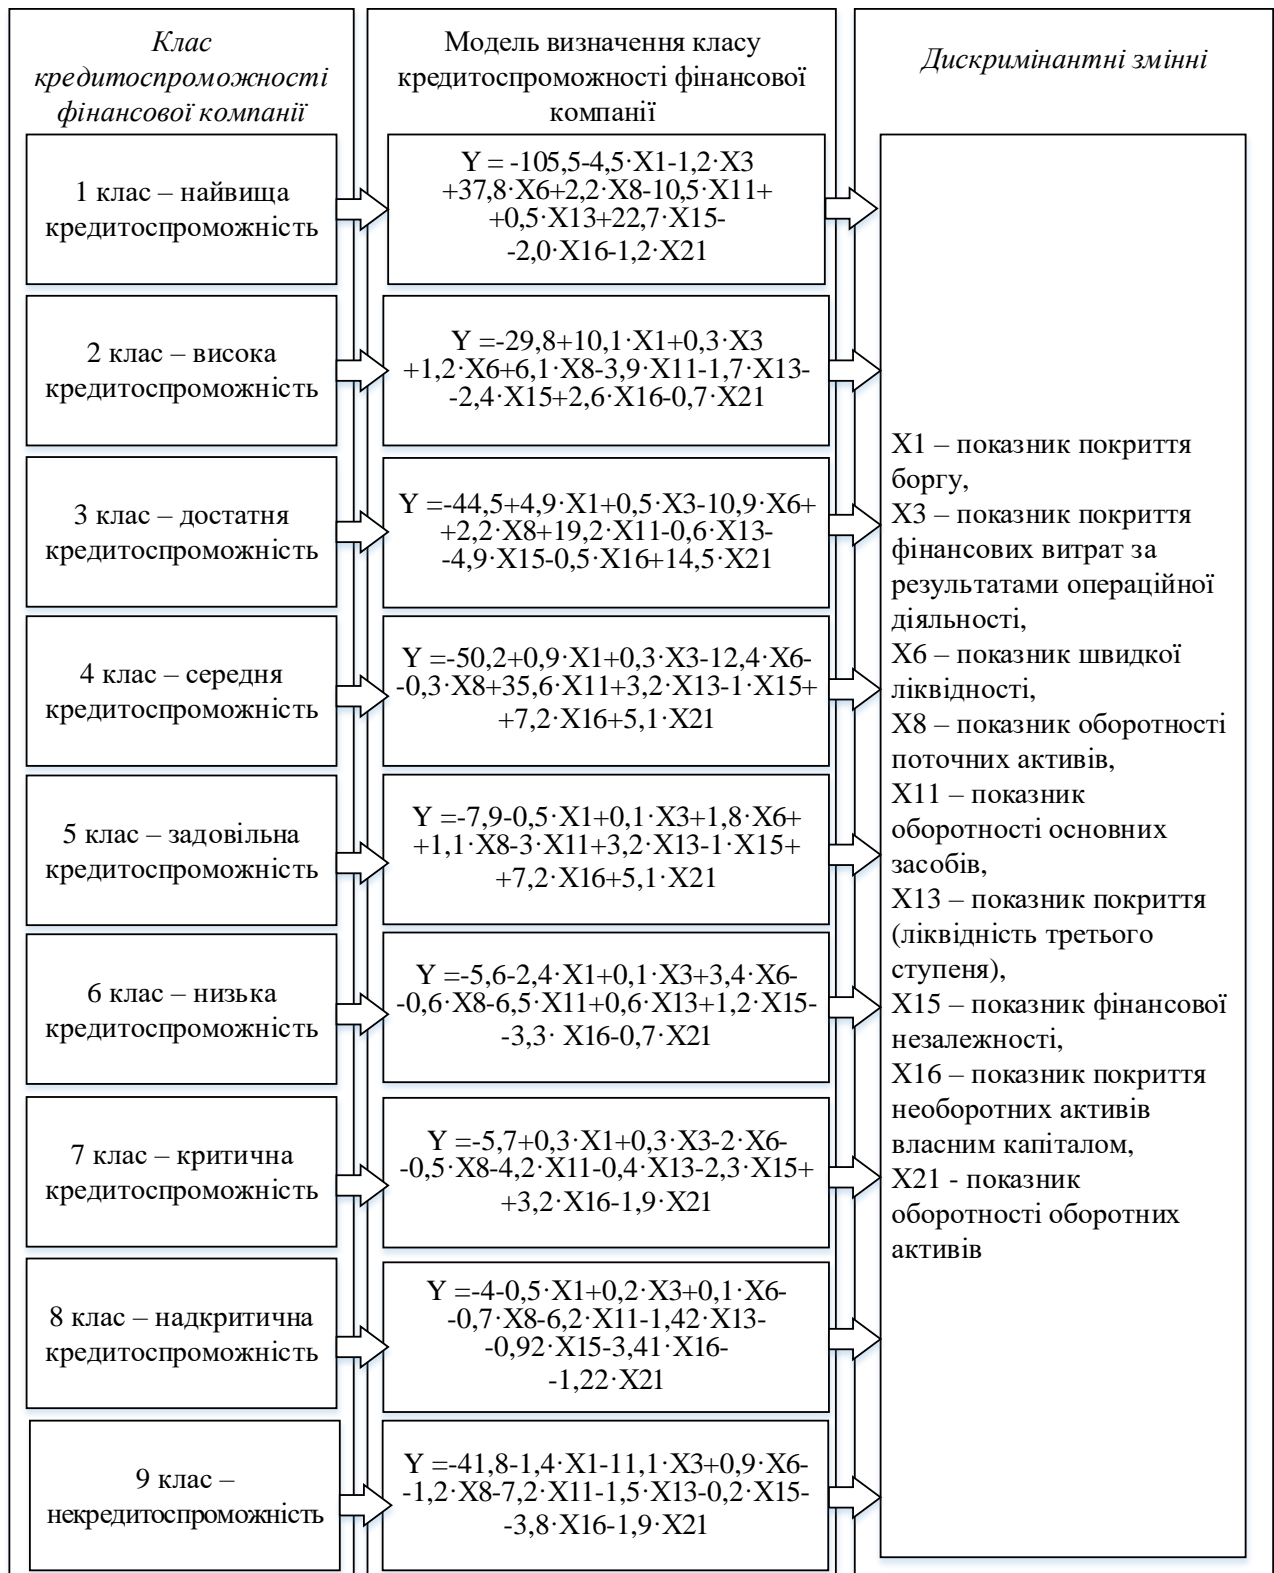 Клас
кредитоспроможності
фінансової компанії
Модель визначення класу
кредитоспроможності фінансової
компанії
Дискримінантні змінні
1 клас – найвища
кредитоспроможність
Y = -105,5-4,5·X1-1,2·X3
+37,8·X6+2,2·X8-10,5·X11+
+0,5·X13+22,7·X15-
-2,0·X16-1,2·X21
2 клас – висока
кредитоспроможність
Y =-29,8+10,1·X1+0,3·X3
+1,2·X6+6,1·X8-3,9·X11-1,7·X13-
-2,4·X15+2,6·X16-0,7·X21
3 клас – достатня
кредитоспроможність
Y =-44,5+4,9·X1+0,5·X3-10,9·X6+
+2,2·X8+19,2·X11-0,6·X13-
-4,9·X15-0,5·X16+14,5·X21
4 клас – середня
кредитоспроможність
Y =-50,2+0,9·X1+0,3·X3-12,4·X6-
-0,3·X8+35,6·X11+3,2·X13-1·X15+
+7,2·X16+5,1·X21
5 клас – задовільна
кредитоспроможність
Y =-7,9-0,5·X1+0,1·X3+1,8·X6+
+1,1·X8-3·X11+3,2·X13-1·X15+
+7,2·X16+5,1·X21
6 клас – низька
кредитоспроможність
Y =-5,6-2,4·X1+0,1·X3+3,4·X6-
-0,6·X8-6,5·X11+0,6·X13+1,2·X15-
-3,3· X16-0,7·X21
7 клас – критична
кредитоспроможність
Y =-5,7+0,3·X1+0,3·X3-2·X6-
-0,5·X8-4,2·X11-0,4·X13-2,3·X15+
+3,2·X16-1,9·X21
8 клас – надкритична
кредитоспроможність
Y =-4-0,5·X1+0,2·X3+0,1·X6-
-0,7·X8-6,2·X11-1,42·X13-
-0,92·X15-3,41·X16-
-1,22·X21
9 клас –
некредитоспроможність
Y =-41,8-1,4·X1-11,1·X3+0,9·X6-
-1,2·X8-7,2·X11-1,5·X13-0,2·X15-
-3,8·X16-1,9·X21
X1 – показник покриття
боргу,
X3 – показник покриття
фінансових витрат за
результатами операційної
діяльності,
X6 – показник швидкої
ліквідності,
X8 – показник оборотності
поточних активів,
X11 – показник
оборотності основних
засобів,
X13 – показник покриття
(ліквідність третього
ступеня),
X15 – показник фінансової
незалежності,
X16 – показник покриття
необоротних активів
власним капіталом,
X21 - показник
оборотності оборотних
активів